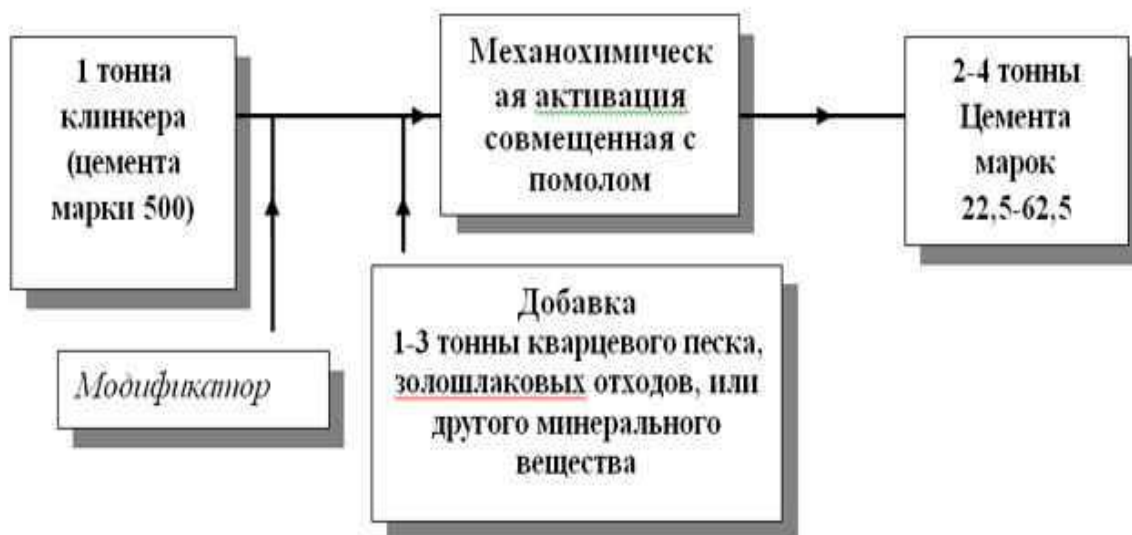 1 тонна
клинкера
(цемента
марки 500)
Механохимическ
ая активация
совмещенная с
помолом
2-4 тонны
Цемента
марок
22,5-62,5
Модификатор
Добавка
1-3 тонны кварцевого песка,
золошлаковых отходов, или
другого минерального
вещества